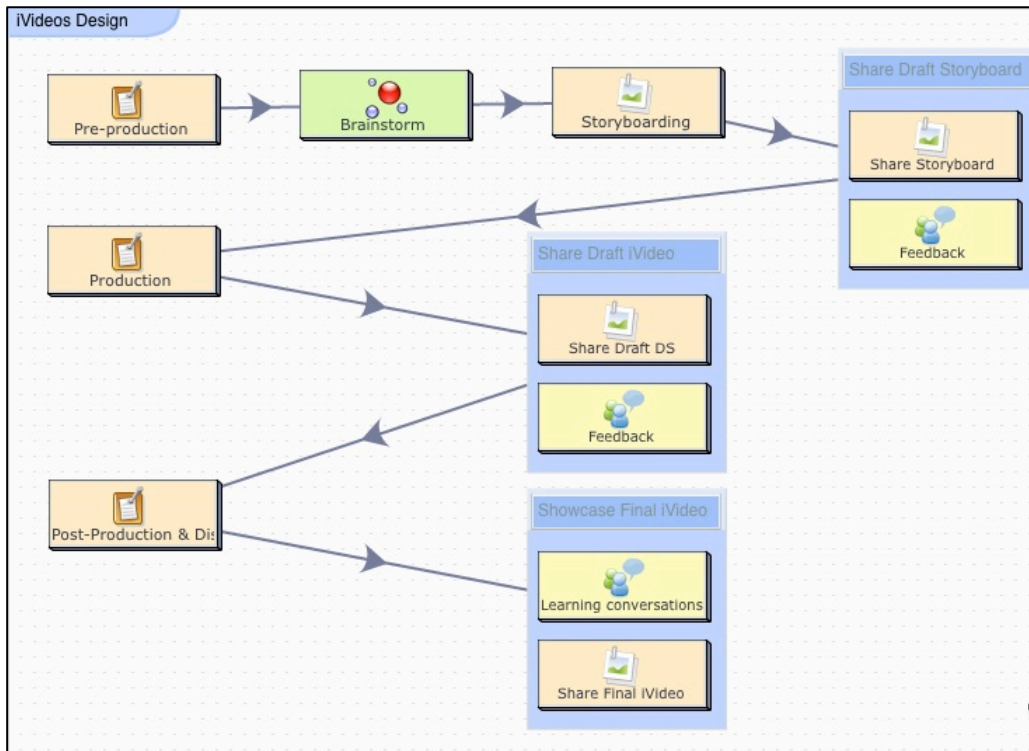 iVideos Design
Pre-production
Brainstorm
Storyboarding
Share Draft Storyboard
Share Storyboard
Feedback
Production
Share Draft iVideo
Share Draft DS
Feedback
Post-Production & Dis
Showcase Final iVideo
Learning conversations
Share Final iVideo